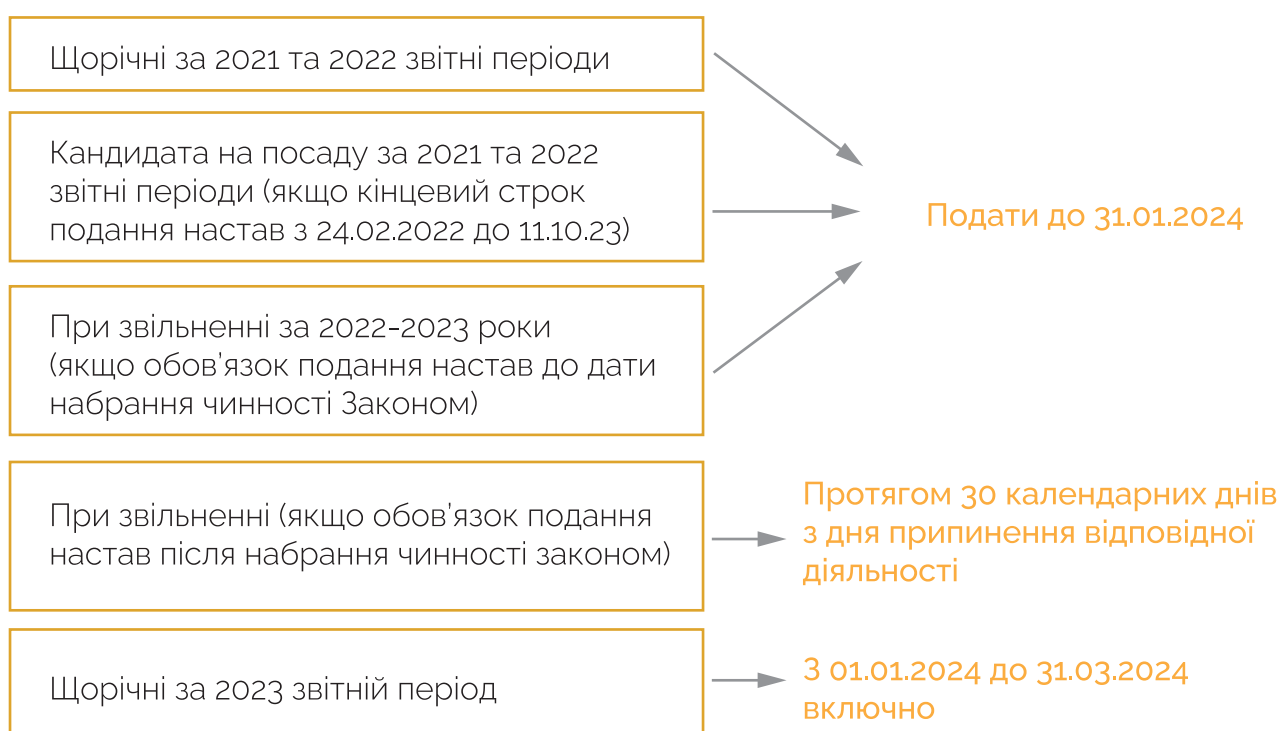 Щорічні за 2021 та 2022 звітні періоди
Кандидата на посаду за 2021 та 2022
звітні періоди (якщо кінцевий строк
подання настав з 24.02.2022 до 11.10.23)
При звільненні за 2022-2023 роки
(якщо обов’язок подання настав до дати
набрання чинності Законом)
Подати до 31.01.2024
При звільненні (якщо обов’язок подання
настав після набрання чинності законом)
Протягом 30 календарних днів
з дня припинення відповідної
діяльності
Щорічні за 2023 звітній період
З 01.01.2024 до 31.03.2024
включно